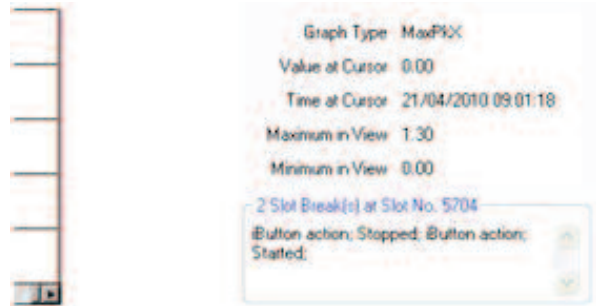 Graph Type MaxPkX
Value at Cursor 0.00
Time at Cursor 21/04/2010 09:01:18
Maximum in View 1.30
Minimum in View 0.00
2 Slot Break(s) at Slot No. 5704
iButton action; Stopped; iButton action;
Started;